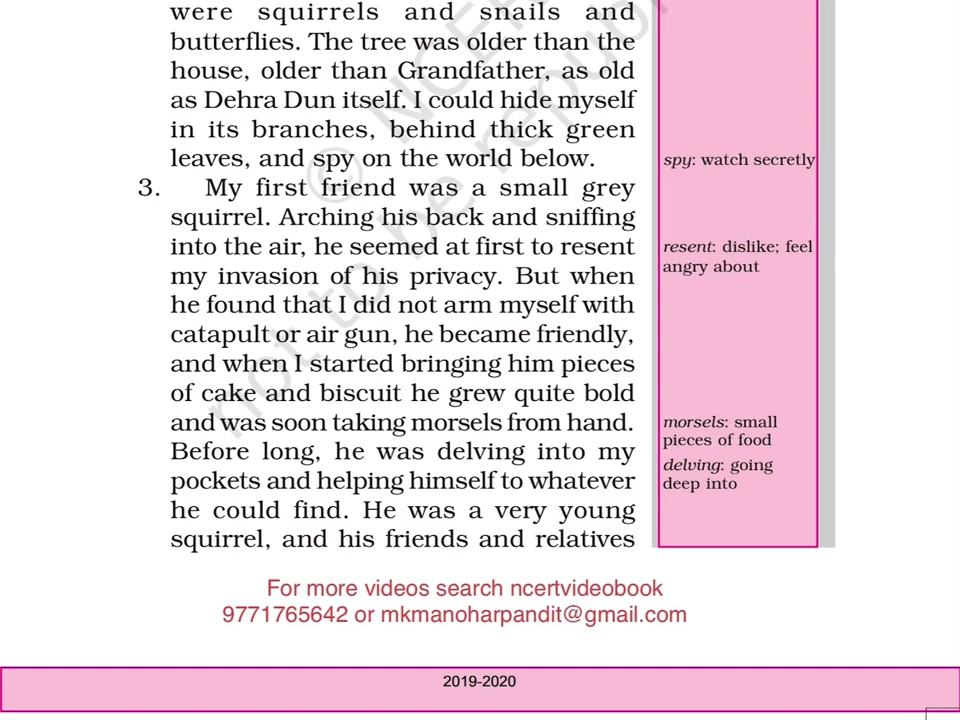 were squirrels and snails and
butterflies. The tree was older than the
house, older than Grandfather, as old
as Dehra Dun itself. I could hide myself
in its branches, behind thick green
leaves, and spy on the world below.
spy: watch secretly
3. My first friend was a small grey
squirrel. Arching his back and sniffing
into the air, he seemed at first to resent
my invasion of his privacy. But when
he found that I did not arm myself with
catapult or air gun, he became friendly,
and when I started bringing him pieces
of cake and biscuit he grew quite bold
and was soon taking morsels from hand.
Before long, he was delving into my
pockets and helping himself to whatever
he could find. He was a very young
squirrel, and his friends and relatives
resent: dislike; feel
angry about
morsels: small
pieces of food
delving: going
deep into
© NCER
not to be republi
For more videos search ncertvideobook
9771765642 or mkmanoharpandit@gmail.com
2019-2020